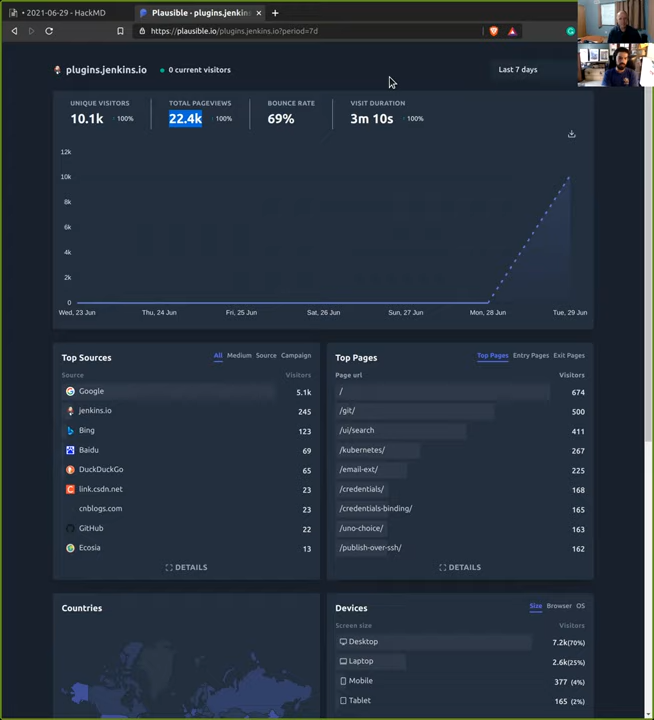 • 2021-06-29 - HackMD
Plausible · plugins.jenkins.
https://plausible.io/plugins.jenkins.io?period=7d
plugins.jenkins.io
0 current visitors
Last 7 days
UNIQUE VISITORS
10.1k ↑100%
TOTAL PAGEVIEWS
22.4k ↑100%
BOUNCE RATE
69%
VISIT DURATION
3m 10s ↑100%
12k
10k
8k
6k
4k
2k
0
Wed, 23 Jun Thu, 24 Jun Fri, 25 Jun Sat, 26 Jun Sun, 27 Jun Mon, 28 Jun Tue, 29 Jun
Top Sources
All Medium Source Campaign
Source Visitors
Google 5.1k
jenkins.io 245
Bing 123
Baidu 69
DuckDuckGo 65
link.csdn.net 23
cnblogs.com 23
GitHub 22
Ecosia 13
DETAILS
Top Pages
Top Pages Entry Pages Exit Pages
Page url Visitors
/ 674
/git/ 500
/ui/search 411
/kubernetes/ 267
/email-ext/ 225
/credentials/ 168
/credentials-binding/ 165
/uno-choice/ 163
/publish-over-ssh/ 162
DETAILS
Countries
Devices
Size Browser OS
Screen size Visitors
Desktop 7.2k(70%)
Laptop 2.6k(25%)
Mobile 377 (4%)
Tablet 165 (2%)